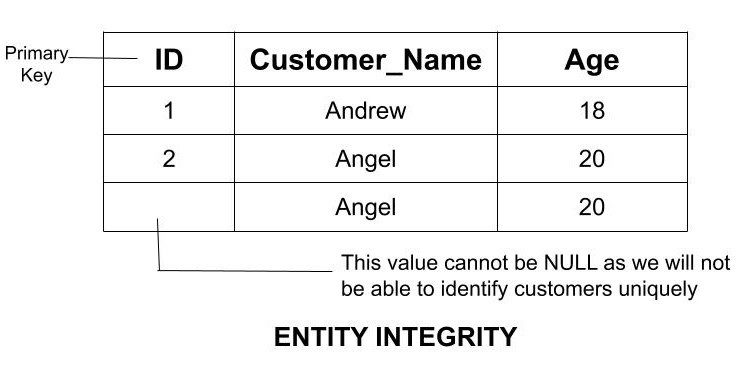 Primary
Key
ID Customer_Name Age
1 Andrew 18
2 Angel 20
Angel 20
This value cannot be NULL as we will not
be able to identify customers uniquely
ENTITY INTEGRITY